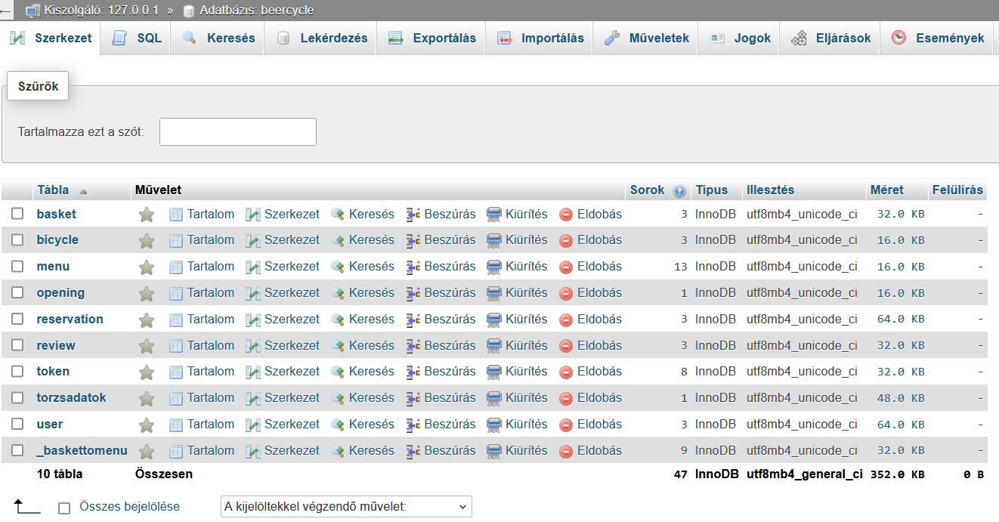 Kiszolgáló: 127.0.0.1 » Adatbázis: beercycle
Szerkezet SQL Keresés Lekérdezés Exportálás Importálás Műveletek Jogok Eljárások Események
Szűrők
Tartalmazza ezt a szót:
Tábla Művelet Sorok Típus Illesztés Méret Felülírás
basket Tartalom Szerkezet Keresés Beszúrás Kiürítés Eldobás 3 InnoDB utf8mb4_unicode_ci 32.0 KB -
bicycle Tartalom Szerkezet Keresés Beszúrás Kiürítés Eldobás 3 InnoDB utf8mb4_unicode_ci 16.0 KB -
menu Tartalom Szerkezet Keresés Beszúrás Kiürítés Eldobás 13 InnoDB utf8mb4_unicode_ci 16.0 KB -
opening Tartalom Szerkezet Keresés Beszúrás Kiürítés Eldobás 1 InnoDB utf8mb4_unicode_ci 16.0 KB -
reservation Tartalom Szerkezet Keresés Beszúrás Kiürítés Eldobás 3 InnoDB utf8mb4_unicode_ci 64.0 KB -
review Tartalom Szerkezet Keresés Beszúrás Kiürítés Eldobás 3 InnoDB utf8mb4_unicode_ci 32.0 KB -
token Tartalom Szerkezet Keresés Beszúrás Kiürítés Eldobás 8 InnoDB utf8mb4_unicode_ci 32.0 KB -
torzsadatok Tartalom Szerkezet Keresés Beszúrás Kiürítés Eldobás 1 InnoDB utf8mb4_unicode_ci 48.0 KB -
user Tartalom Szerkezet Keresés Beszúrás Kiürítés Eldobás 3 InnoDB utf8mb4_unicode_ci 64.0 KB -
_baskettomenu Tartalom Szerkezet Keresés Beszúrás Kiürítés Eldobás 9 InnoDB utf8mb4_unicode_ci 32.0 KB -
10 tábla Összesen 47 InnoDB utf8mb4_general_ci 352.0 KB 0 B
Összes bejelölése A kijelöltekkel végzendő művelet: